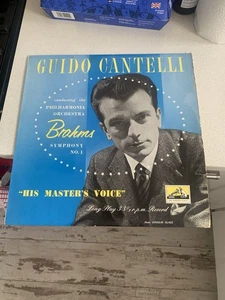 GUIDO CANTELLI
conducting the
PHILHARMONIA
ORCHESTRA
Brahms
SYMPHONY
NO. 1
"HIS MASTER'S VOICE"
Long Play 33⅓ r.p.m. Record